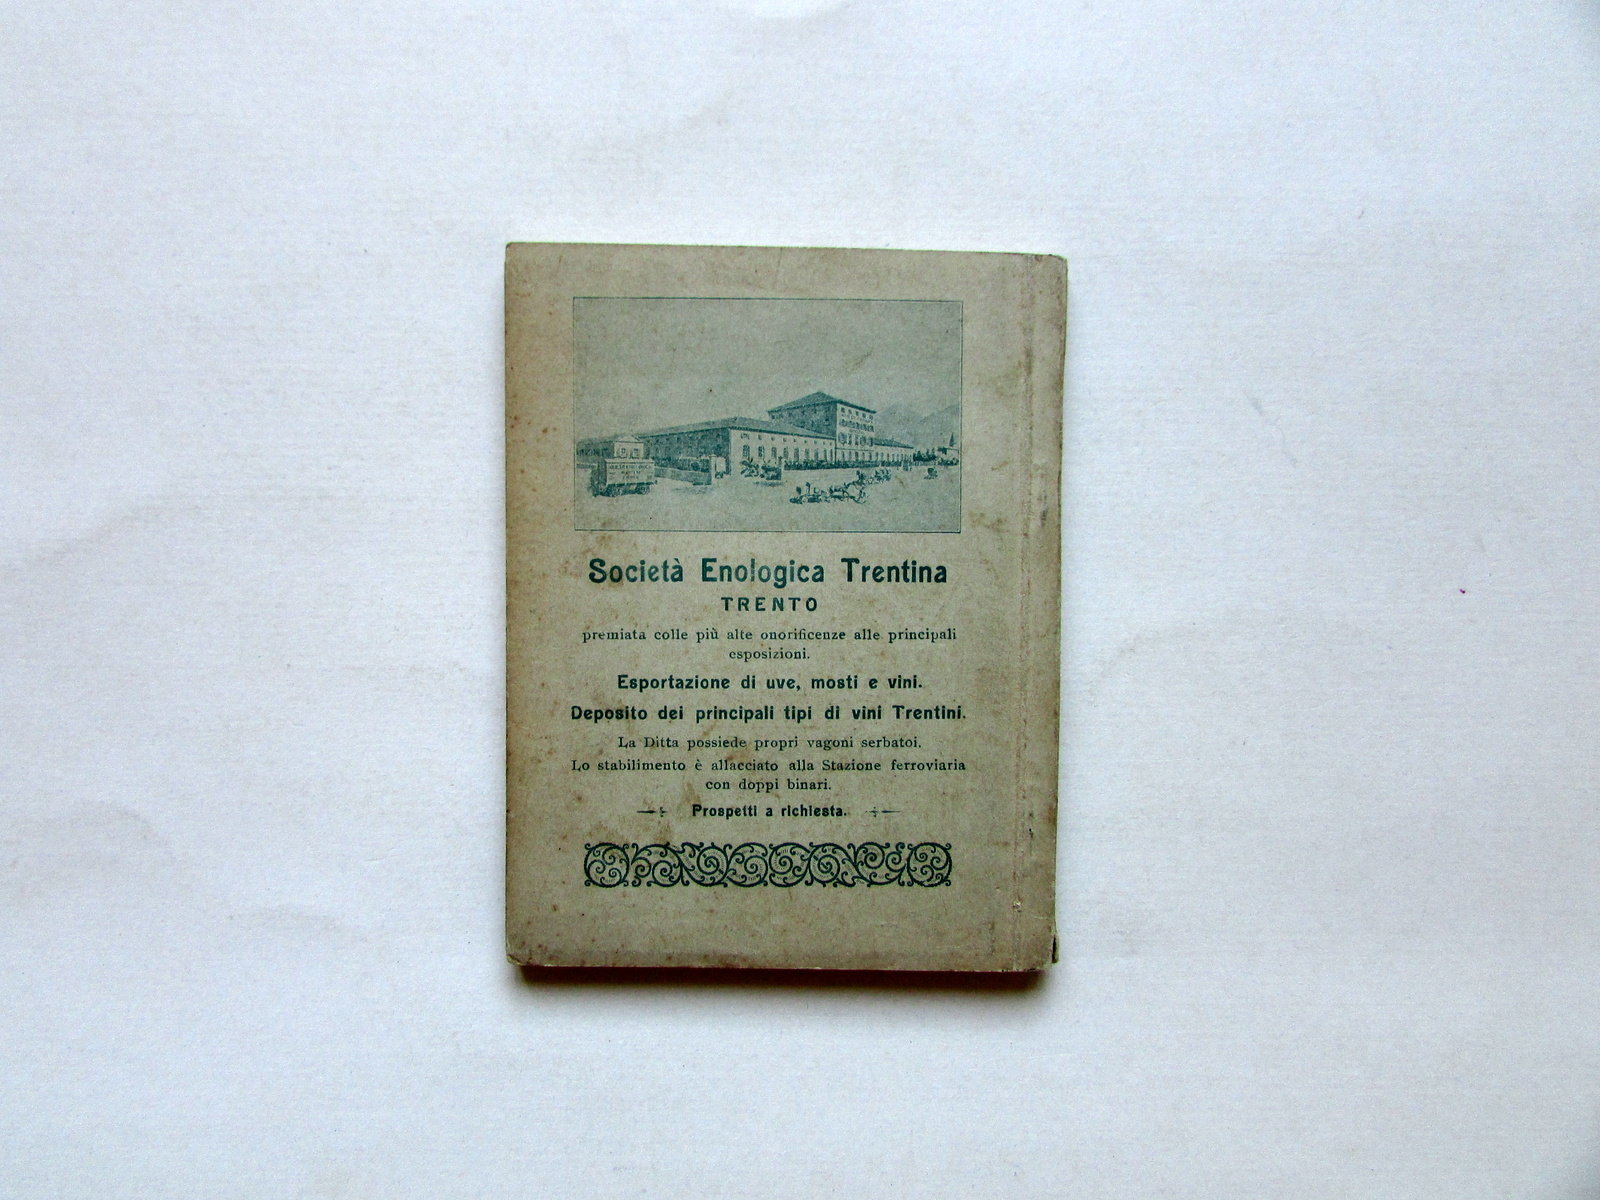 Società Enologica Trentina
TRENTO
premiata colle più alte onorificenze alle principali
esposizioni.
Esportazione di uve, mosti e vini.
Deposito dei principali tipi di vini Trentini.
La Ditta possiede propri vagoni serbatoi.
Lo stabilimento è allacciato alla Stazione ferroviaria
con doppi binari.
Prospetti a richiesta.